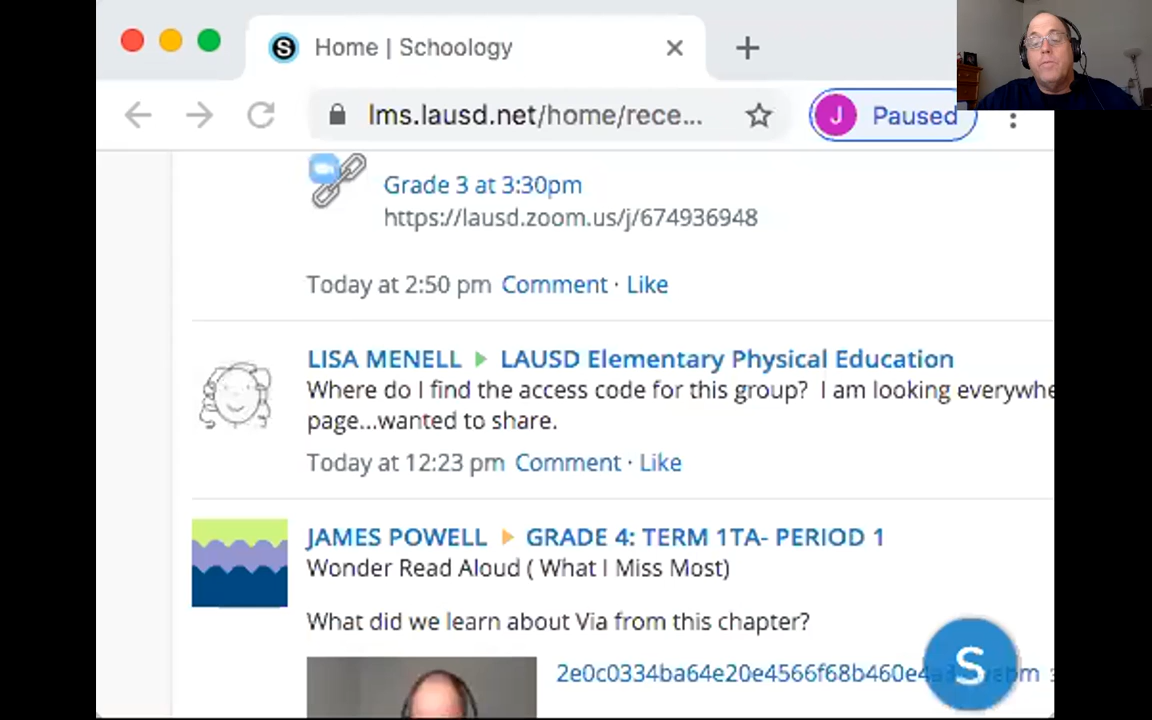 S Home | Schoology
lms.lausd.net/home/rece...
J Paused
Grade 3 at 3:30pm
https://lausd.zoom.us/j/674936948
Today at 2:50 pm Comment · Like
LISA MENELL LAUSD Elementary Physical Education
Where do I find the access code for this group? I am looking everywhe
page...wanted to share.
Today at 12:23 pm Comment · Like
JAMES POWELL GRADE 4: TERM 1TA- PERIOD 1
Wonder Read Aloud ( What I Miss Most)
What did we learn about Via from this chapter?
2e0c0334ba64e20e4566f68b460e4
S